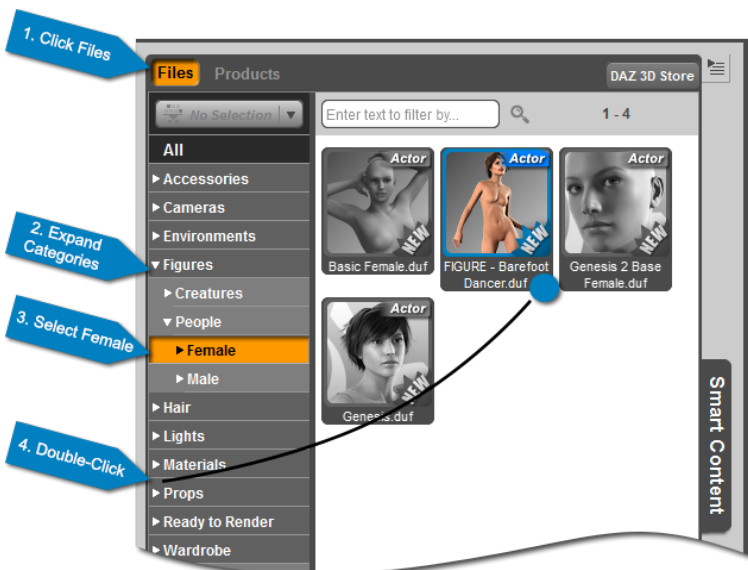 1. Click Files
Files Products
DAZ 3D Store
No Selection
Enter text to filter by...
1 - 4
All
Accessories
Cameras
2. Expand
Categories
Environments
Figures
Creatures
3. Select Female
People
Female
Male
Hair
Lights
4. Double-Click
Materials
Props
Ready to Render
Wardrobe
Actor
NEW
Basic Female.duf
Actor
NEW
FIGURE - Barefoot
Dancer.duf
Actor
NEW
Genesis 2 Base
Female.duf
Actor
NEW
Genesis.duf
Smart Content